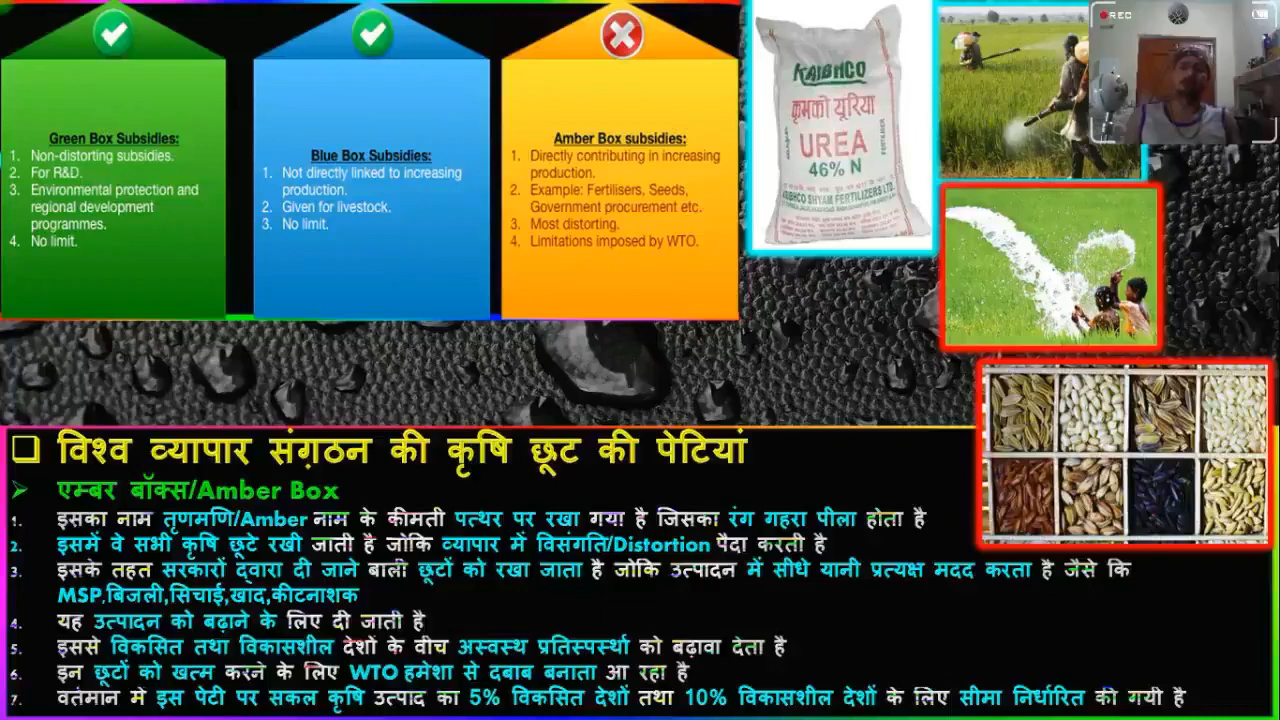 Green Box Subsidies:
1. Non-distorting subsidies.
2. For R&D.
3. Environmental protection and
regional development
programmes.
4. No limit.
Blue Box Subsidies:
1. Not directly linked to increasing
production.
2. Given for livestock.
3. No limit.
Amber Box subsidies:
1. Directly contributing in increasing
production.
2. Example: Fertilisers, Seeds,
Government procurement etc.
3. Most distorting.
4. Limitations imposed by WTO.
KRIBHCO
कृभको यूरिया
UREA
46% N
KRIBHCO SHYAM FERTILIZERS LTD.
REC
❑ विश्व व्यापार संग़ठन की कृषि छूट की पेटियां
➤ एम्बर बॉक्स/Amber Box
1. इसका नाम तृणमणि/Amber नाम के कीमती पत्थर पर रखा गया है जिसका रंग गहरा पीला होता है
2. इसमें वे सभी कृषि छूटे रखी जाती है जोकि व्यापार में विसंगति/Distortion पैदा करती है
3. इसके तहत सरकारों द्वारा दी जाने बाली छूटों को रखा जाता है जोकि उत्पादन में सीधे यानी प्रत्यक्ष मदद करता है जैसे कि
MSP,बिजली,सिचाई,खाद,कीटनाशक
4. यह उत्पादन को बढ़ाने के लिए दी जाती है
5. इससे विकसित तथा विकासशील देशों के वीच अस्वस्थ प्रतिस्पर्स्था को बढ़ावा देता है
6. इन छूटों को खत्म करने के लिए WTO हमेशा से दबाब बनाता आ रहा है
7. वर्तमान में इस पेटी पर सकल कृषि उत्पाद का 5% विकसित देशों तथा 10% विकासशील देशों के लिए सीमा निर्धारित की गयी है